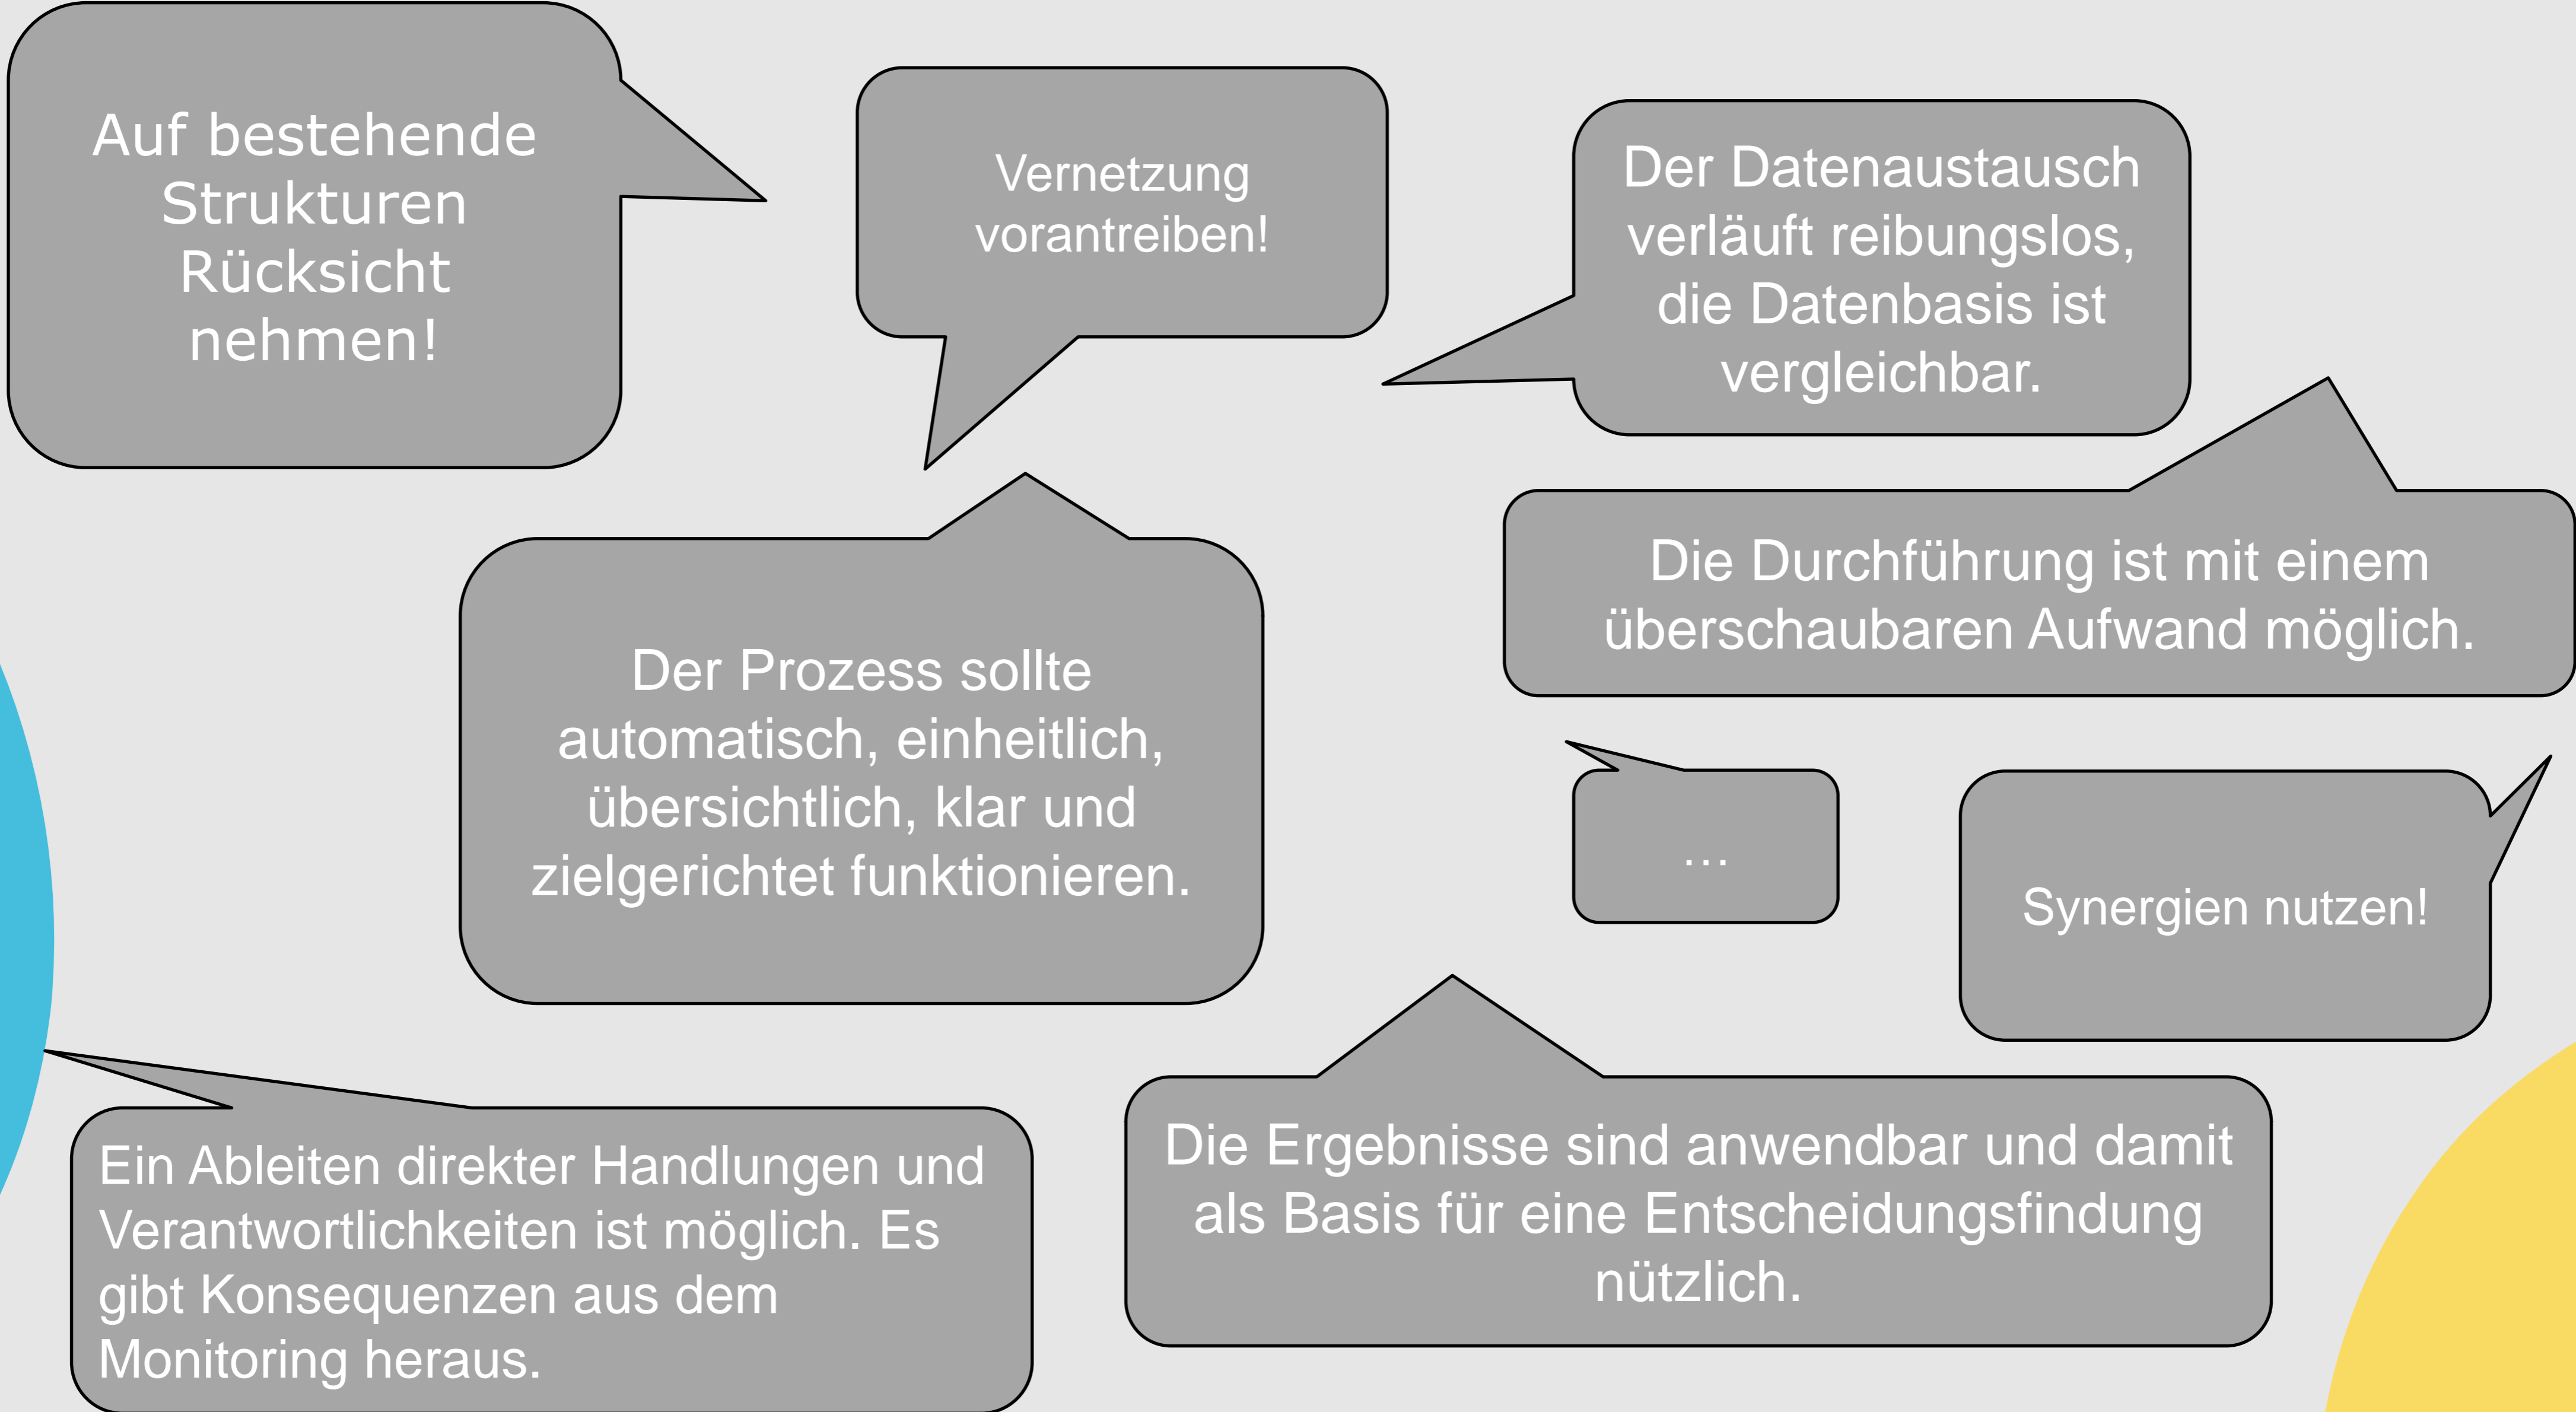 Auf bestehende
Strukturen
Rücksicht
nehmen!
Vernetzung
vorantreiben!
Der Datenaustausch
verläuft reibungslos,
die Datenbasis ist
vergleichbar.
Die Durchführung ist mit einem
überschaubaren Aufwand möglich.
Der Prozess sollte
automatisch, einheitlich,
übersichtlich, klar und
zielgerichtet funktionieren.
…
Synergien nutzen!
Ein Ableiten direkter Handlungen und
Verantwortlichkeiten ist möglich. Es
gibt Konsequenzen aus dem
Monitoring heraus.
Die Ergebnisse sind anwendbar und damit
als Basis für eine Entscheidungsfindung
nützlich.